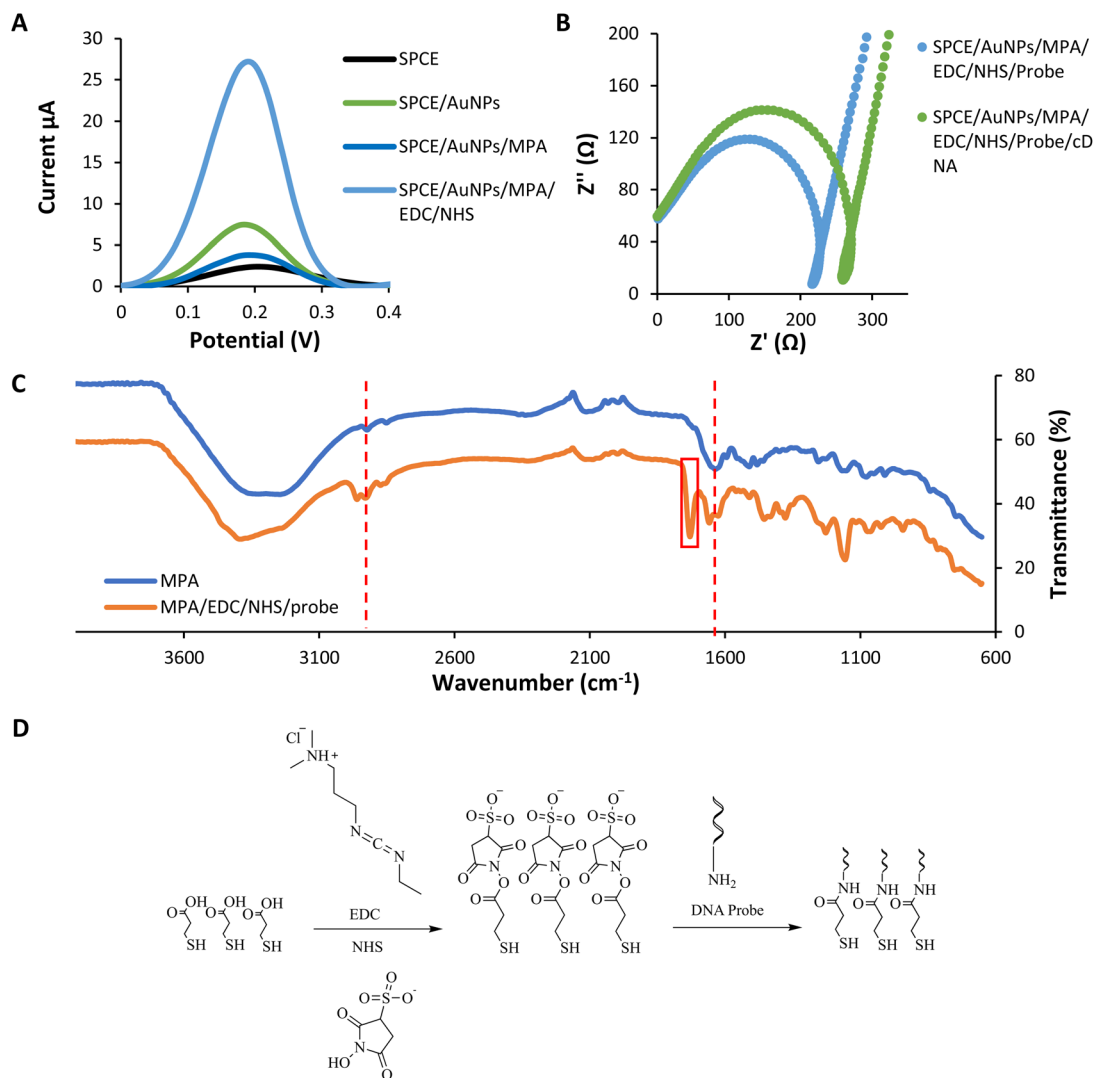 A
30
25
20
15
10
5
0
Current µA
0
0.1
0.2
0.3
0.4
Potential (V)
SPCE
SPCE/AuNPs
SPCE/AuNPs/MPA
SPCE/AuNPs/MPA/
EDC/NHS
B
200
160
120
80
40
0
Z'' (Ω)
0
100
200
300
Z' (Ω)
SPCE/AuNPs/MPA/
EDC/NHS/Probe
SPCE/AuNPs/MPA/
EDC/NHS/Probe/cD
NA
C
80
60
40
20
0
Transmittance (%)
MPA
MPA/EDC/NHS/probe
3600
3100
2600
2100
1600
1100
600
Wavenumber (cm⁻¹)
D
Cl⁻
NH+
N
C
N
O OH O OH O OH
SH SH SH
EDC
NHS
O
O S O⁻
O
O
N
HO
O
O⁻ O⁻ O⁻
O S O O S O O S O
O O O
O O O
N N N
O O O
O O O
O O O
SH SH SH
NH₂
DNA Probe
NH NH NH
O O O
SH SH SH